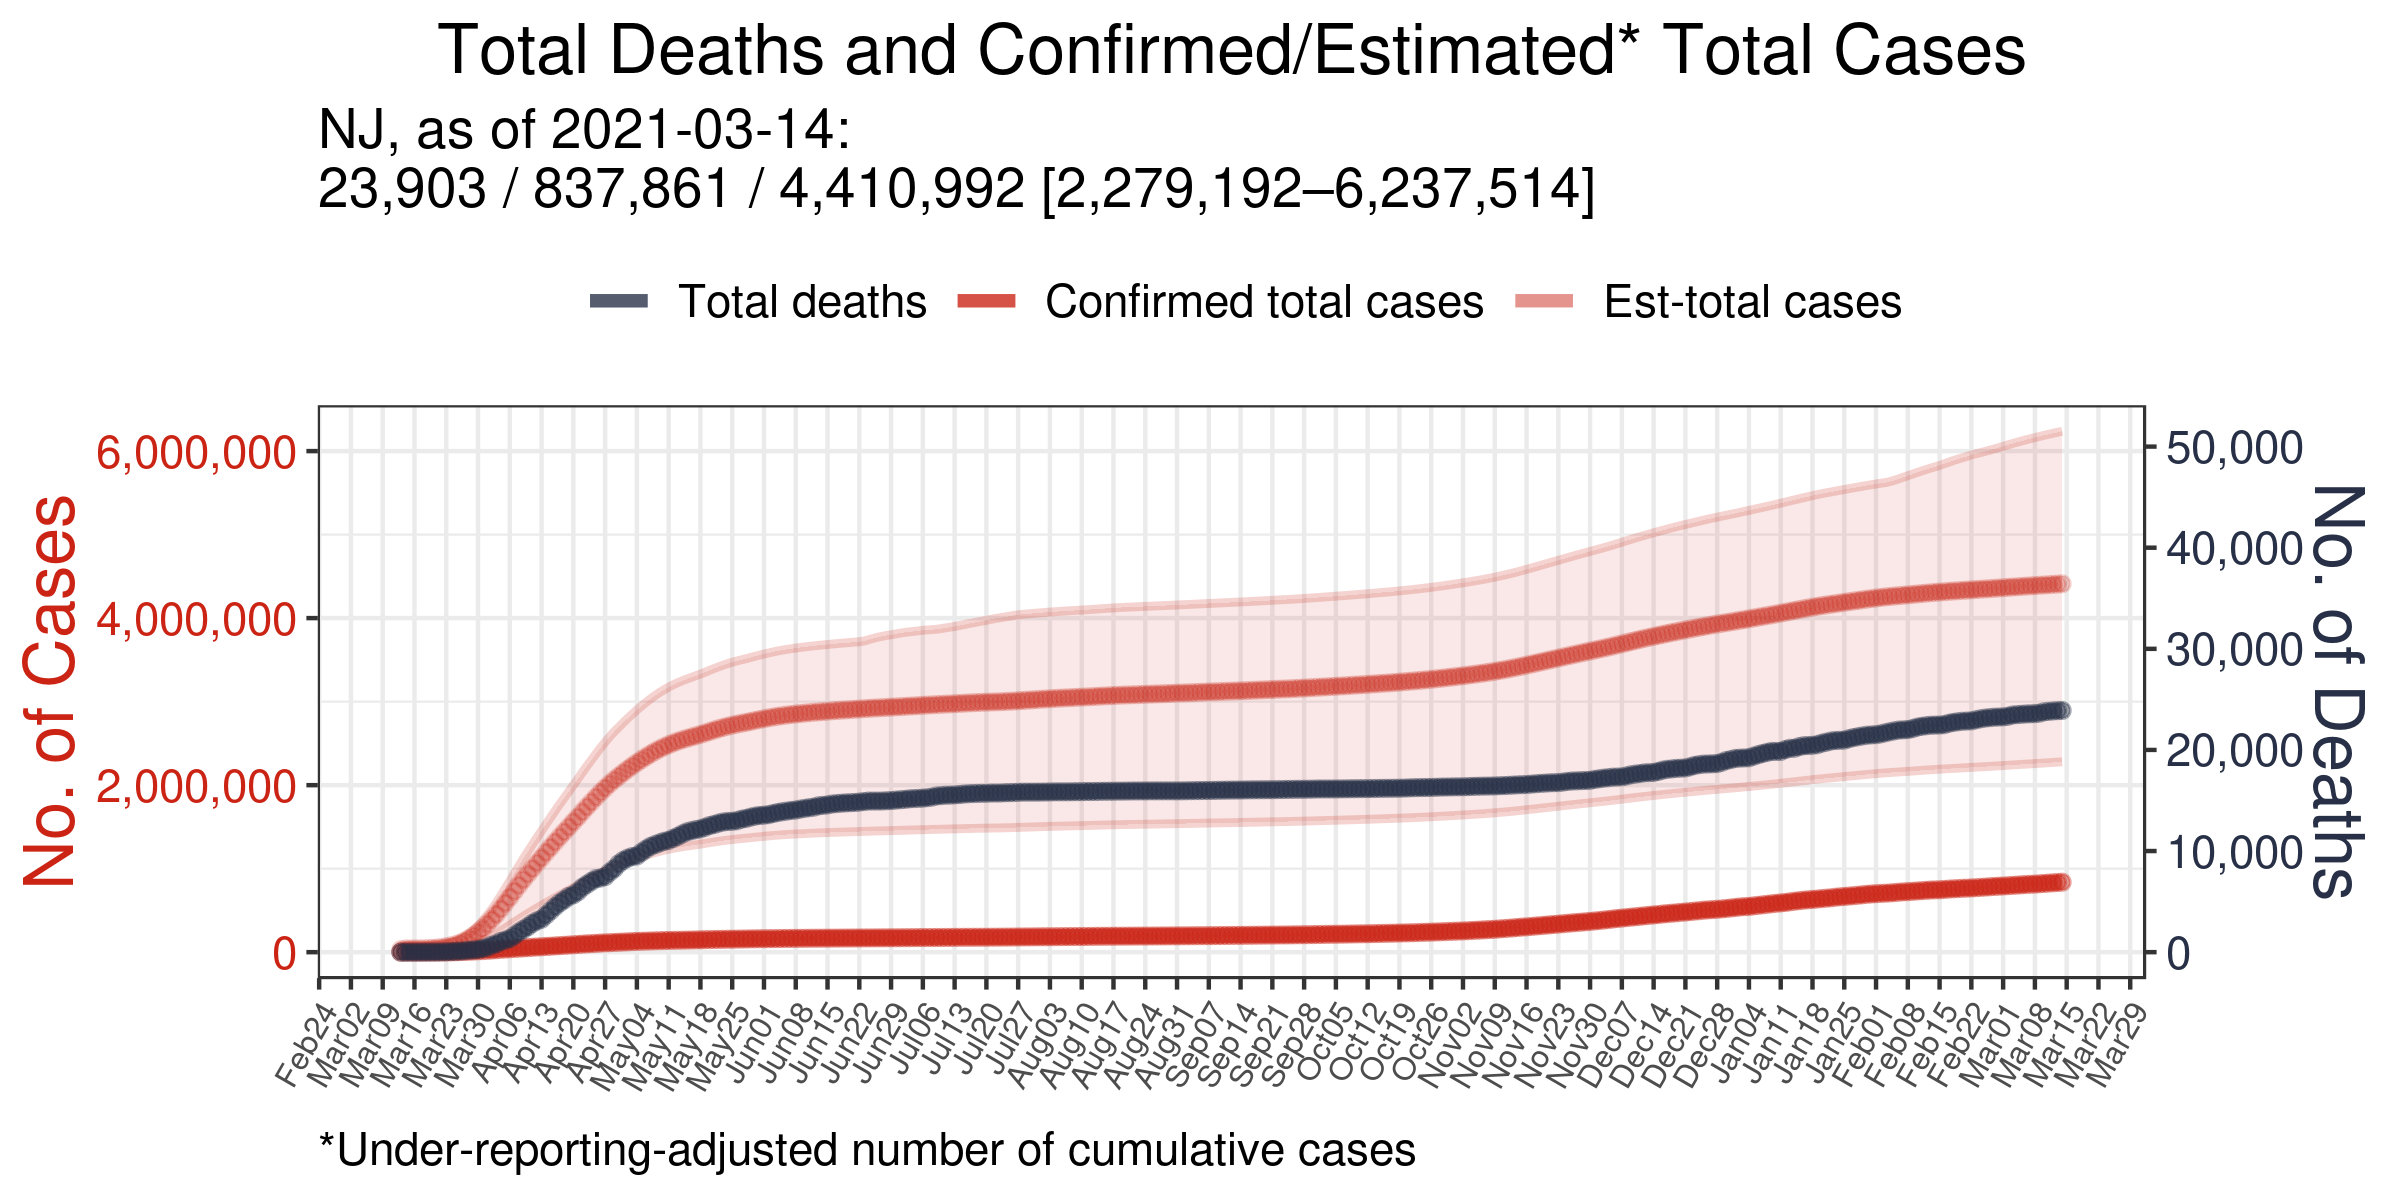 Total Deaths and Confirmed/Estimated* Total Cases
NJ, as of 2021-03-14:
23,903 / 837,861 / 4,410,992 [2,279,192–6,237,514]
Total deaths
Confirmed total cases
Est-total cases
No. of Cases
6,000,000
4,000,000
2,000,000
0
50,000
40,000
30,000
20,000
10,000
0
No. of Deaths
Feb24
Mar02
Mar09
Mar16
Mar23
Mar30
Apr06
Apr13
Apr20
Apr27
May04
May11
May18
May25
Jun01
Jun08
Jun15
Jun22
Jun29
Jul06
Jul13
Jul20
Jul27
Aug03
Aug10
Aug17
Aug24
Aug31
Sep07
Sep14
Sep21
Sep28
Oct05
Oct12
Oct19
Oct26
Nov02
Nov09
Nov16
Nov23
Nov30
Dec07
Dec14
Dec21
Dec28
Jan04
Jan11
Jan18
Jan25
Feb01
Feb08
Feb15
Feb22
Mar01
Mar08
Mar15
Mar22
Mar29
*Under-reporting-adjusted number of cumulative cases